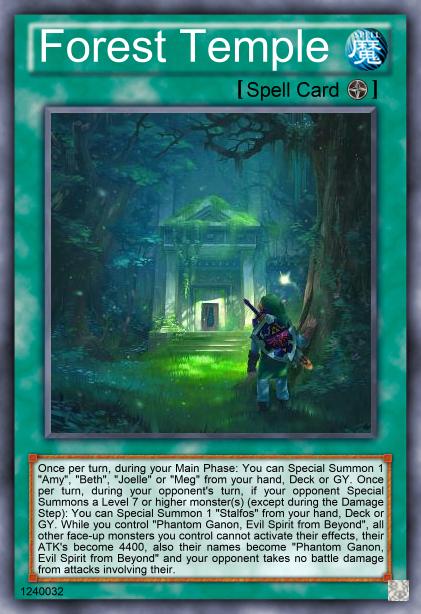 Forest Temple
SPELL
魔
[ Spell Card ]
Once per turn, during your Main Phase: You can Special Summon 1
"Amy", "Beth", "Joelle" or "Meg" from your hand, Deck or GY. Once
per turn, during your opponent's turn, if your opponent Special
Summons a Level 7 or higher monster(s) (except during the Damage
Step): You can Special Summon 1 "Stalfos" from your hand, Deck or
GY. While you control "Phantom Ganon, Evil Spirit from Beyond", all
other face-up monsters you control cannot activate their effects, their
ATK's become 4400, also their names become "Phantom Ganon,
Evil Spirit from Beyond" and your opponent takes no battle damage
from attacks involving their.
1240032